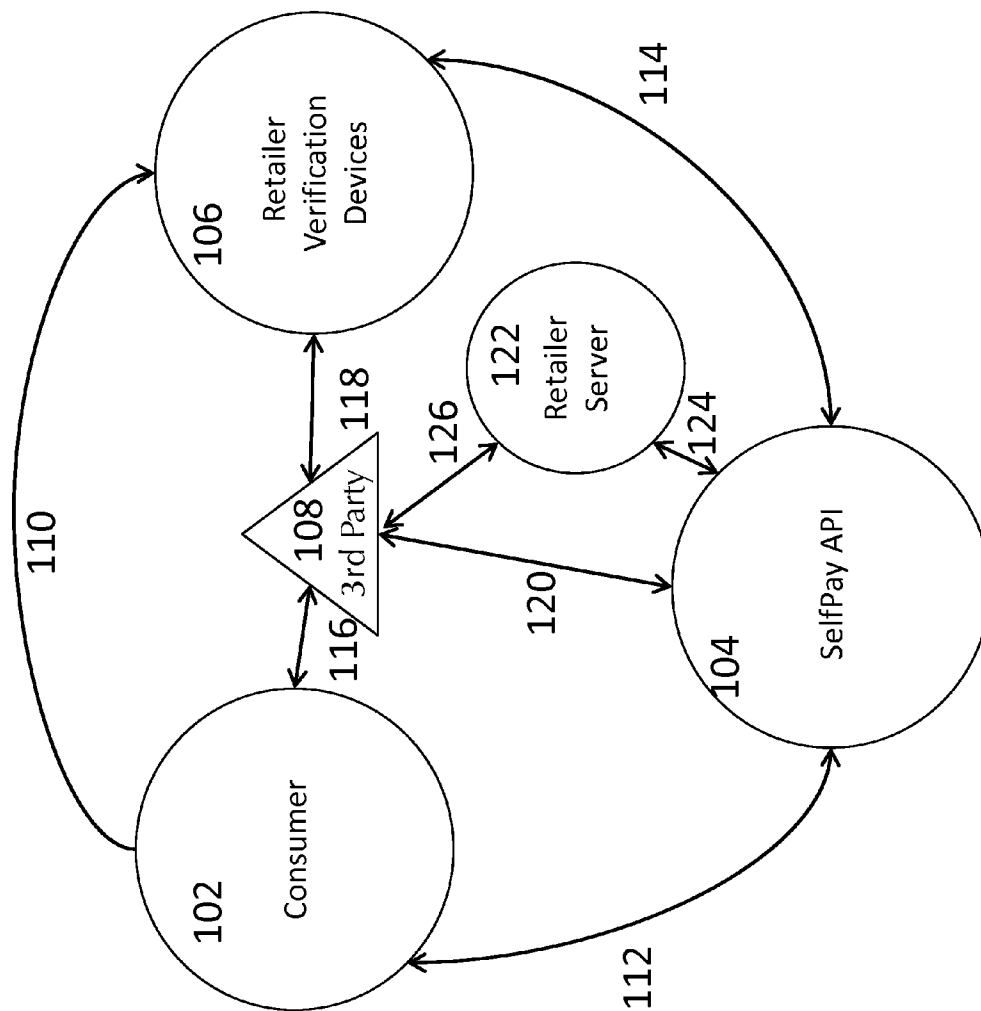 110
106
Retailer
Verification
Devices
102
Consumer
116
108
3rd Party
118
126
122
Retailer
Server
114
120
124
112
104
SelfPay API